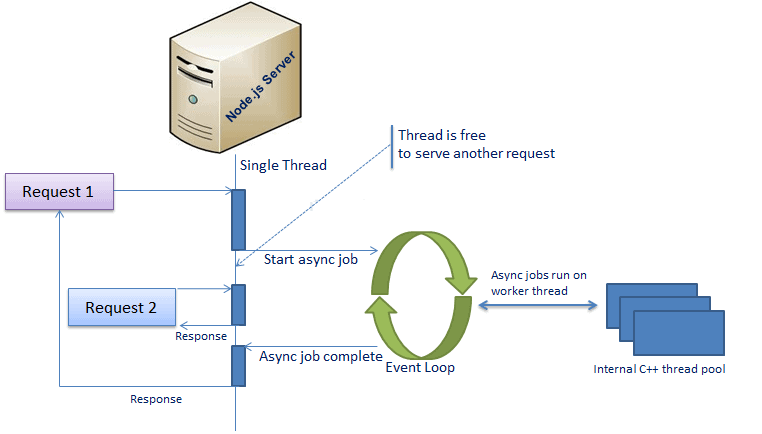 Node.js Server
Thread is free
to serve another request
Single Thread
Request 1
Start async job
Async jobs run on
worker thread
Request 2
Response
Async job complete
Event Loop
Internal C++ thread pool
Response